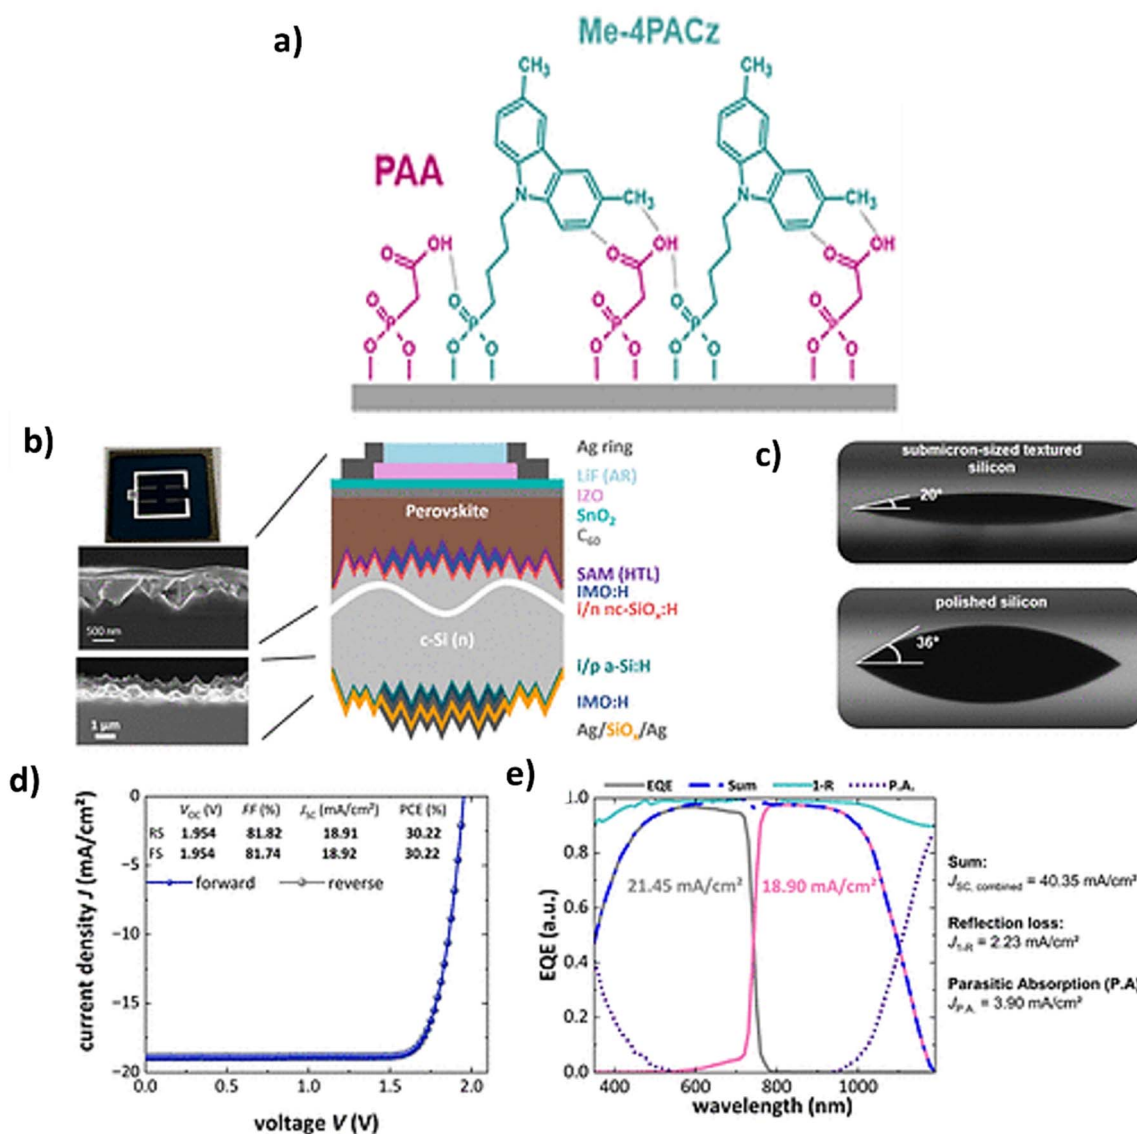 a)
Me-4PACz
CH₃
CH₃
PAA
N
CH₃
N
CH₃
OH
O
O
P
O
O
O
P
O
O
OH
O
O
P
O
O
O
P
O
O
OH
O
O
P
O
O
b)
500 nm
1 µm
Perovskite
c-Si (n)
Ag ring
LiF (AR)
IZO
SnO₂
C₆₀
SAM (HTL)
IMO:H
i/n nc-SiOₓ:H
i/p a-Si:H
IMO:H
Ag/SiOₓ/Ag
c)
submicron-sized textured
silicon
20°
polished silicon
36°
d)
V_OC (V) FF (%) J_SC (mA/cm²) PCE (%)
RS 1.954 81.82 18.91 30.22
FS 1.954 81.74 18.92 30.22
forward reverse
current density J (mA/cm²)
0
−5
−10
−15
−20
0.0 0.5 1.0 1.5 2.0
voltage V (V)
e)
EQE Sum 1-R P.A.
EQE (a.u.)
1.0
0.8
0.6
0.4
0.2
0.0
21.45 mA/cm² 18.90 mA/cm²
400 600 800 1000
wavelength (nm)
Sum:
J_SC, combined = 40.35 mA/cm²
Reflection loss:
J_1-R = 2.23 mA/cm²
Parasitic Absorption (P.A)
J_P.A. = 3.90 mA/cm²